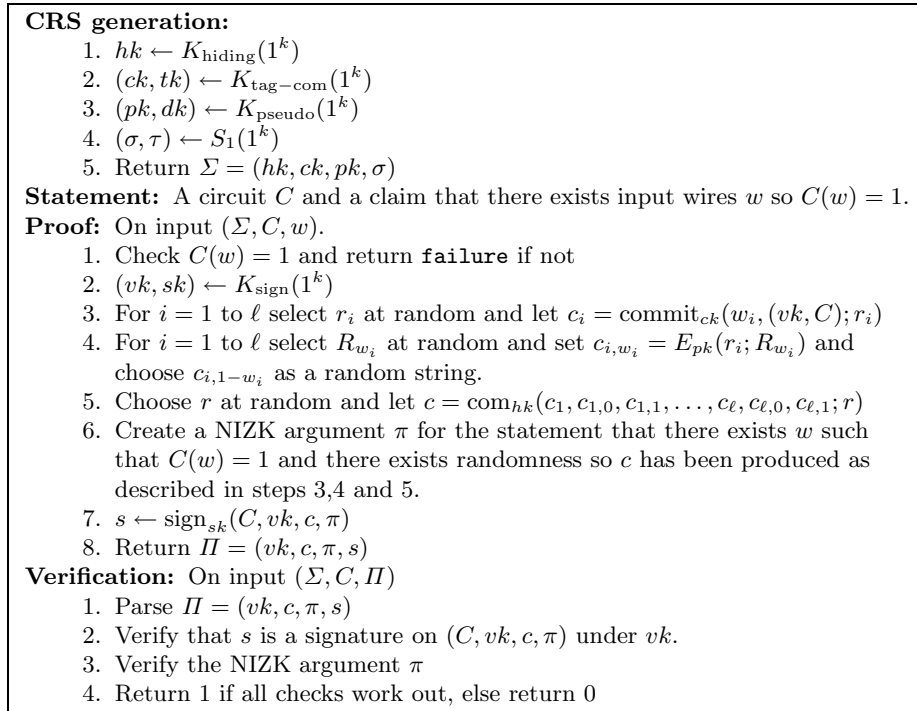 CRS generation:
1. hk ← K_hiding(1^k)
2. (ck, tk) ← K_tag−com(1^k)
3. (pk, dk) ← K_pseudo(1^k)
4. (σ, τ) ← S_1(1^k)
5. Return Σ = (hk, ck, pk, σ)
Statement: A circuit C and a claim that there exists input wires w so C(w) = 1.
Proof: On input (Σ, C, w).
1. Check C(w) = 1 and return failure if not
2. (vk, sk) ← K_sign(1^k)
3. For i = 1 to ℓ select r_i at random and let c_i = commit_ck(w_i, (vk, C); r_i)
4. For i = 1 to ℓ select R_{w_i} at random and set c_{i,w_i} = E_pk(r_i; R_{w_i}) and
choose c_{i,1−w_i} as a random string.
5. Choose r at random and let c = com_hk(c_1, c_{1,0}, c_{1,1}, . . . , c_ℓ, c_{ℓ,0}, c_{ℓ,1}; r)
6. Create a NIZK argument π for the statement that there exists w such
that C(w) = 1 and there exists randomness so c has been produced as
described in steps 3,4 and 5.
7. s ← sign_sk(C, vk, c, π)
8. Return Π = (vk, c, π, s)
Verification: On input (Σ, C, Π)
1. Parse Π = (vk, c, π, s)
2. Verify that s is a signature on (C, vk, c, π) under vk.
3. Verify the NIZK argument π
4. Return 1 if all checks work out, else return 0